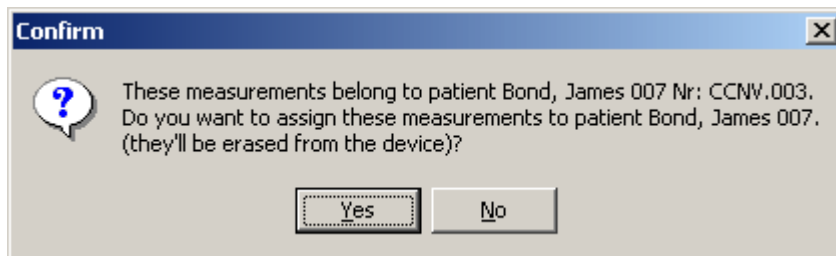 Confirm
These measurements belong to patient Bond, James 007 Nr: CCNV.003.
Do you want to assign these measurements to patient Bond, James 007.
(they'll be erased from the device)?
Yes No